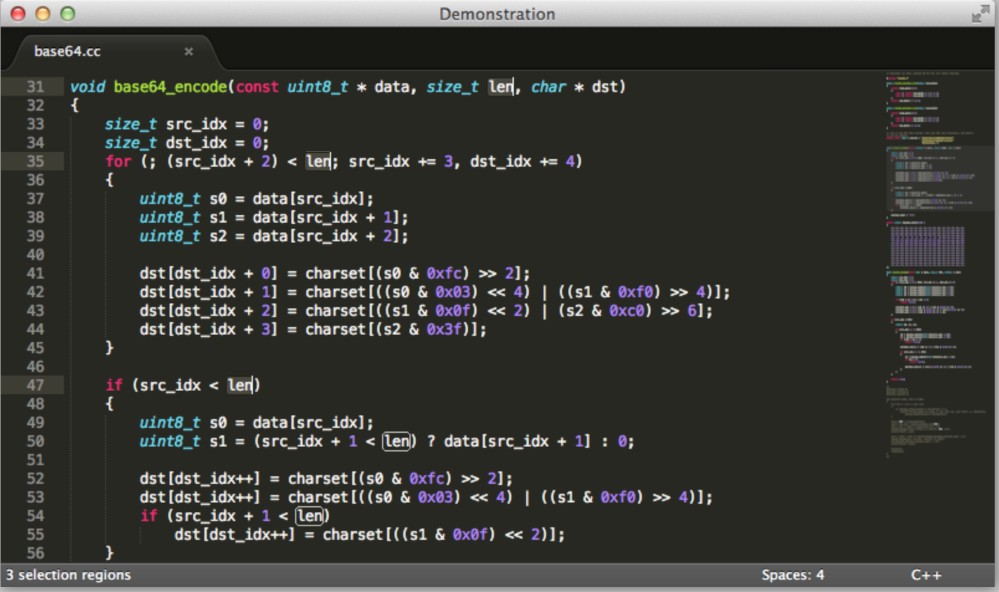 Demonstration
base64.cc ×
31 void base64_encode(const uint8_t * data, size_t len, char * dst)
32 {
33     size_t src_idx = 0;
34     size_t dst_idx = 0;
35     for (; (src_idx + 2) < len; src_idx += 3, dst_idx += 4)
36     {
37         uint8_t s0 = data[src_idx];
38         uint8_t s1 = data[src_idx + 1];
39         uint8_t s2 = data[src_idx + 2];
40
41         dst[dst_idx + 0] = charset[(s0 & 0xfc) >> 2];
42         dst[dst_idx + 1] = charset[((s0 & 0x03) << 4) | ((s1 & 0xf0) >> 4)];
43         dst[dst_idx + 2] = charset[((s1 & 0x0f) << 2) | (s2 & 0xc0) >> 6];
44         dst[dst_idx + 3] = charset[(s2 & 0x3f)];
45     }
46
47     if (src_idx < len)
48     {
49         uint8_t s0 = data[src_idx];
50         uint8_t s1 = (src_idx + 1 < len) ? data[src_idx + 1] : 0;
51
52         dst[dst_idx++] = charset[(s0 & 0xfc) >> 2];
53         dst[dst_idx++] = charset[((s0 & 0x03) << 4) | ((s1 & 0xf0) >> 4)];
54         if (src_idx + 1 < len)
55             dst[dst_idx++] = charset[((s1 & 0x0f) << 2)];
56     }
3 selection regions Spaces: 4 C++